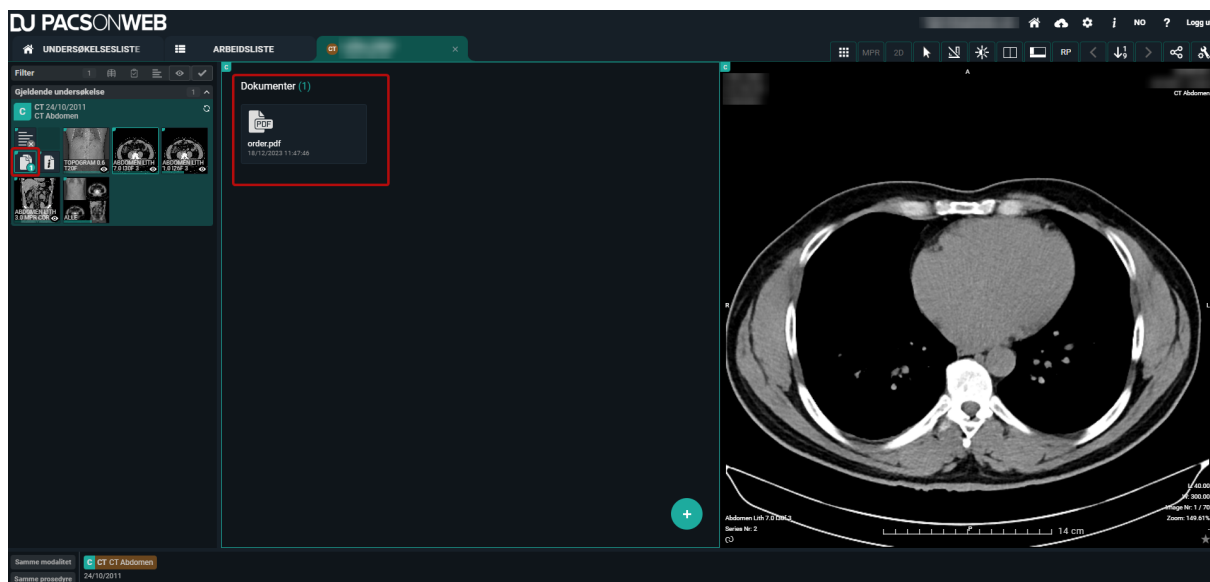 DJ PACSONWEB
i NO ? Logg u
UNDERSØKELSESLISTE
ARBEIDSLISTE
CT
×
MPR 2D
RP
Filter 1
Gjeldende undersøkelse 1
C CT 24/10/2011
CT Abdomen
TOPOGRAM 0.6
T20F
ABDOMEN LITH
7.0 I30F 3
ABDOMEN LITH
1.0 I26F 3
1
ABDOMEN LITH
3.0 MPR COR
ALLE
C
Dokumenter (1)
PDF
order.pdf
18/12/2023 11:47:46
+
C
A
CT Abdomen
R
L
L: 40.00
W: 300.00
Image Nr: 1 / 70
Zoom: 149.61%
Abdomen Lith 7.0 I30F 3
Series Nr: 2
P
14 cm
Samme modalitet
C CT CT Abdomen
Samme prosedyre
24/10/2011